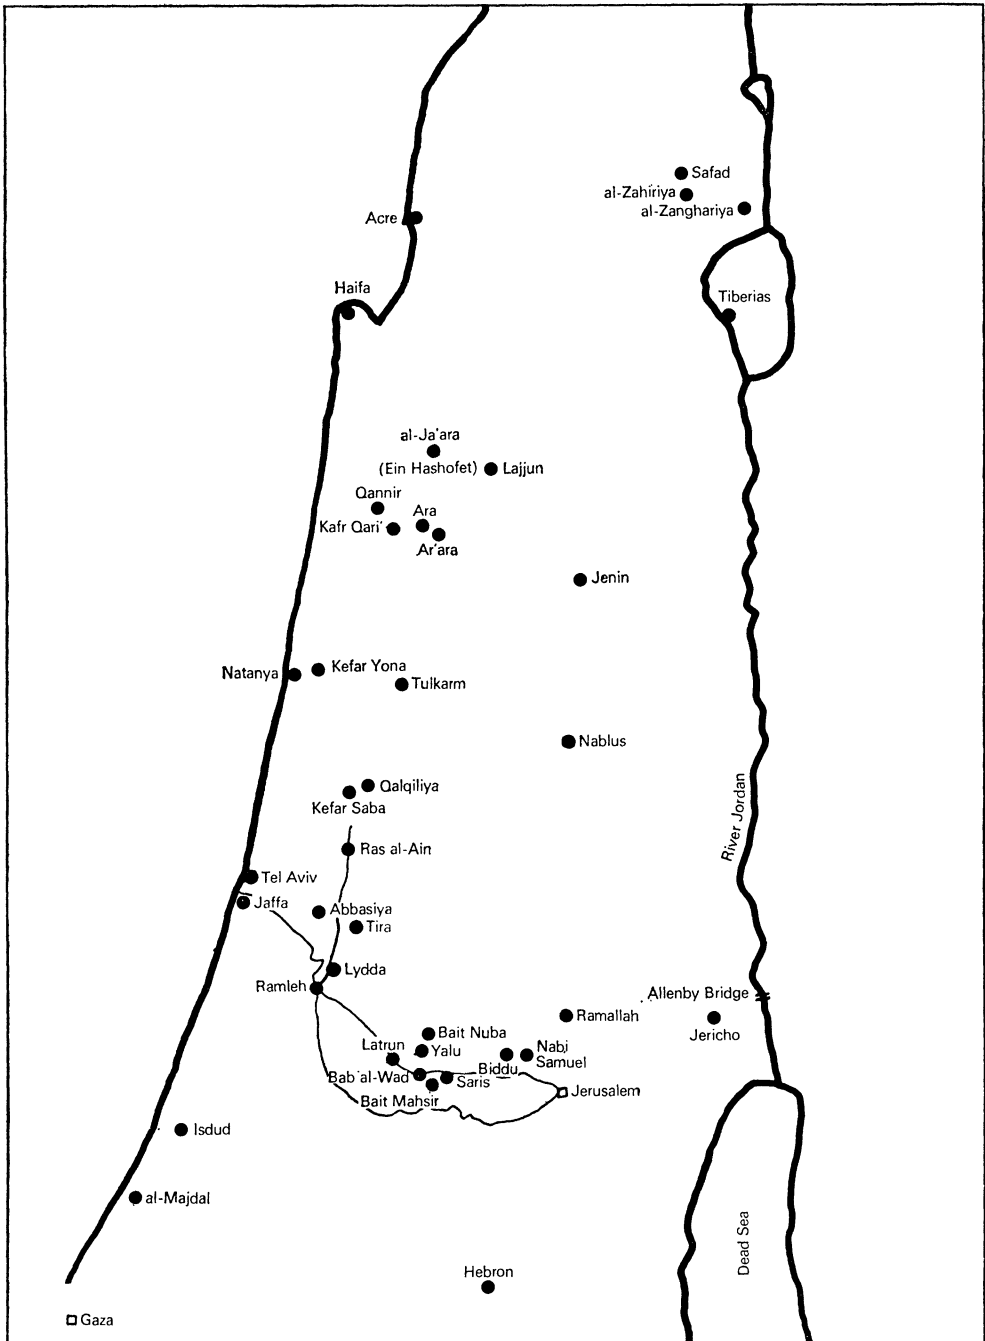 Safad
al-Zahiriya
al-Zanghariya
Acre
Haifa
Tiberias
al-Ja'ara
(Ein Hashofet)
Lajjun
Qannir
Ara
Kafr Qari'
Ar'ara
Jenin
Kefar Yona
Natanya
Tulkarm
Nablus
Qalqiliya
Kefar Saba
River Jordan
Ras al-Ain
Tel Aviv
Jaffa
Abbasiya
Tira
Lydda
Ramleh
Allenby Bridge
Ramallah
Jericho
Bait Nuba
Latrun
Yalu
Nabi
Samuel
Biddu
Bab al-Wad
Saris
Jerusalem
Bait Mahsir
Isdud
al-Majdal
Dead Sea
Hebron
Gaza